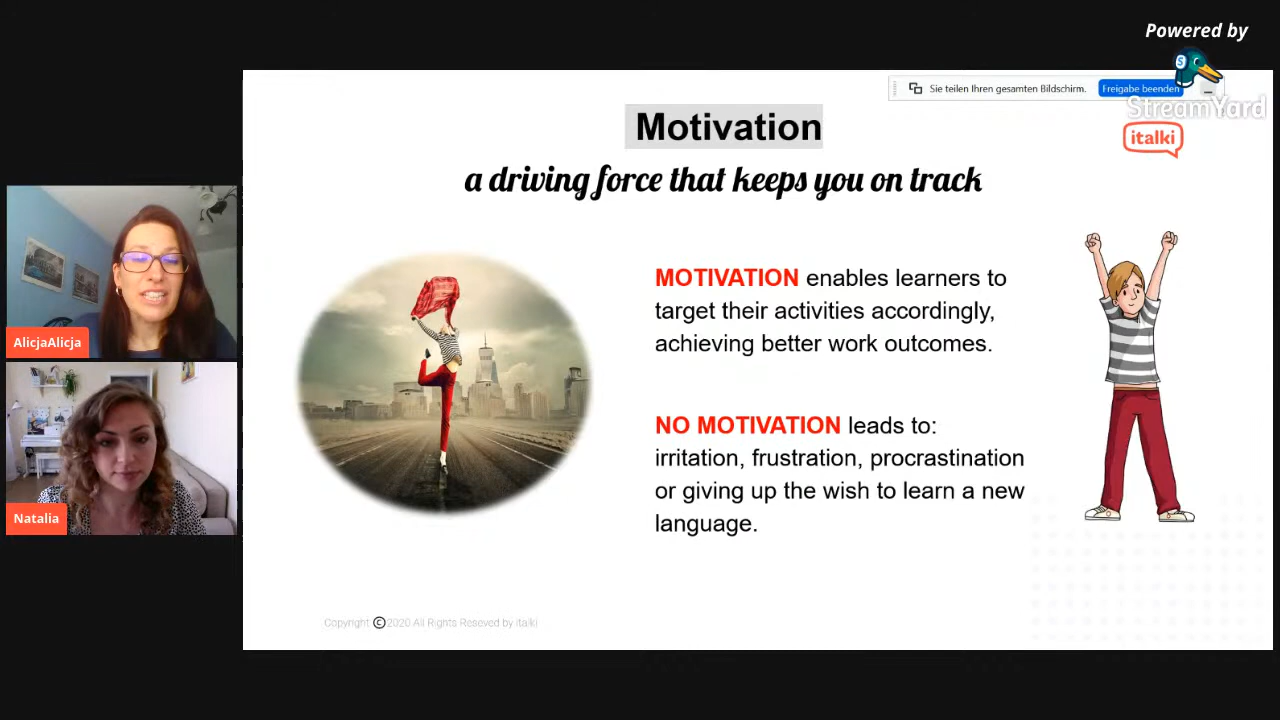 Powered by
StreamYard
Sie teilen Ihren gesamten Bildschirm.
Freigabe beenden
italki
Motivation
a driving force that keeps you on track
MOTIVATION enables learners to
target their activities accordingly,
achieving better work outcomes.
NO MOTIVATION leads to:
irritation, frustration, procrastination
or giving up the wish to learn a new
language.
AlicjaAlicja
Natalia
Copyright ©2020 All Rights Reseved by italki